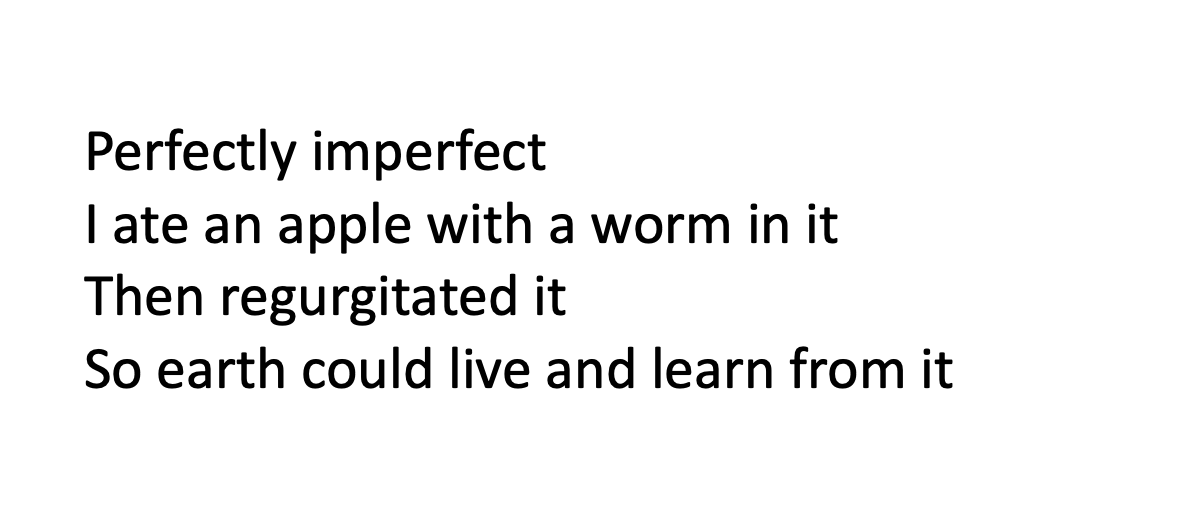 Perfectly imperfect
I ate an apple with a worm in it
Then regurgitated it
So earth could live and learn from it